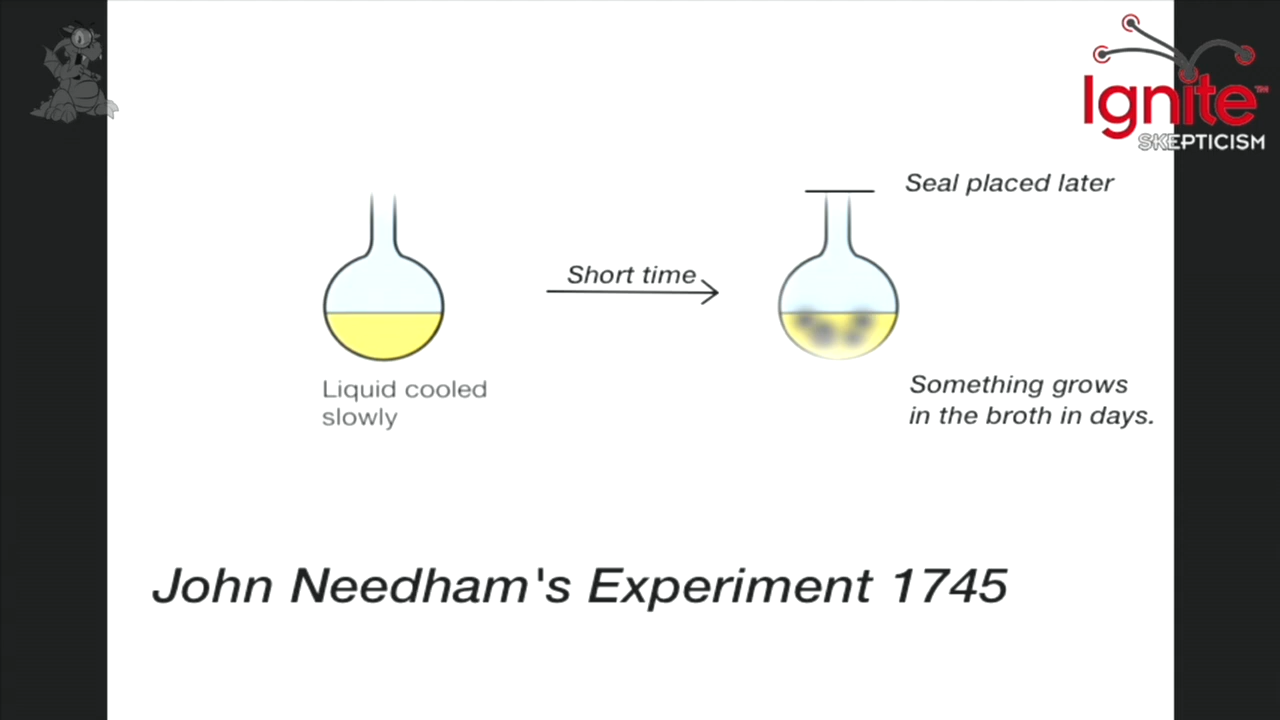 Ignite™
SKEPTICISM
Seal placed later
Short time
Liquid cooled
slowly
Something grows
in the broth in days.
John Needham's Experiment 1745